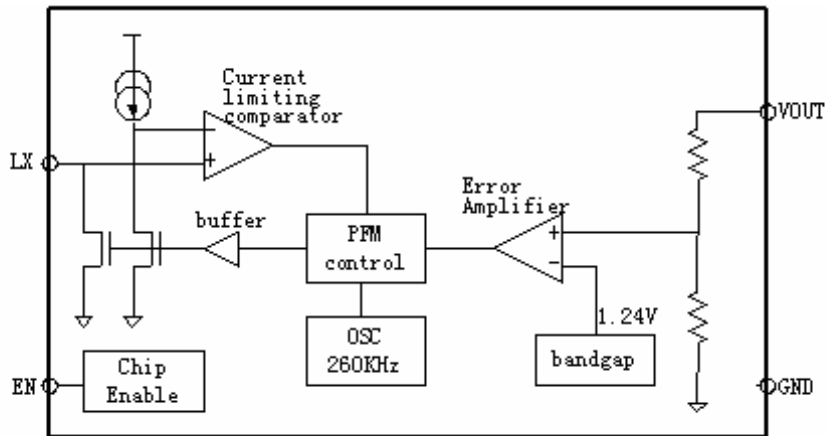 Current
limiting
comparator
VOUT
LX
-
+
Error
Amplifier
buffer
PFM
control
+
-
1.24V
OSC
260KHz
bandgap
Chip
Enable
EN
GND